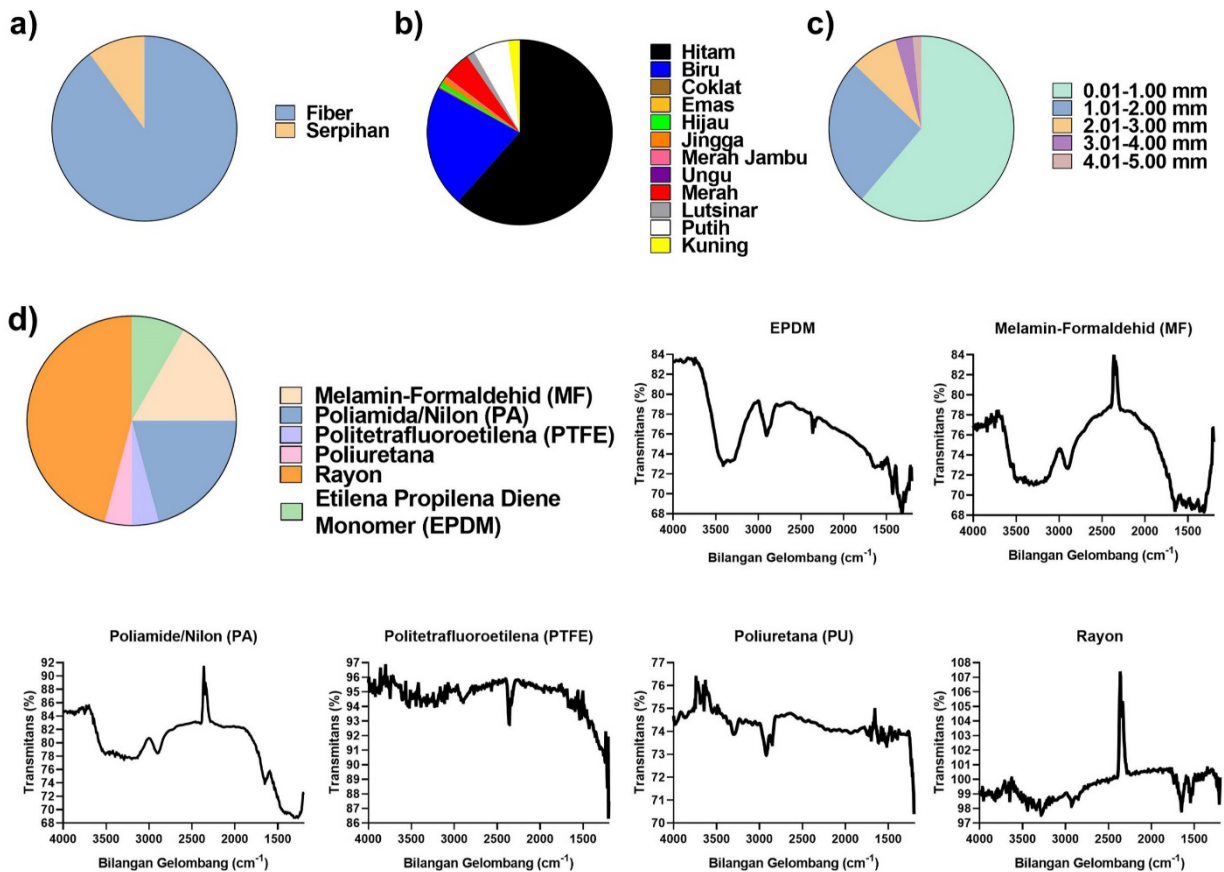 a)
Fiber
Serpihan
b)
Hitam
Biru
Coklat
Emas
Hijau
Jingga
Merah Jambu
Ungu
Merah
Lutsinar
Putih
Kuning
c)
0.01-1.00 mm
1.01-2.00 mm
2.01-3.00 mm
3.01-4.00 mm
4.01-5.00 mm
d)
Melamin-Formaldehid (MF)
Poliamida/Nilon (PA)
Politetrafluoroetilena (PTFE)
Poliuretana
Rayon
Etilena Propilena Diene
Monomer (EPDM)
EPDM
Transmitans (%)
84
82
80
78
76
74
72
70
68
4000 3500 3000 2500 2000 1500
Bilangan Gelombang (cm⁻¹)
Melamin-Formaldehid (MF)
Transmitans (%)
84
82
80
78
76
74
72
70
68
4000 3500 3000 2500 2000 1500
Bilangan Gelombang (cm⁻¹)
Poliamide/Nilon (PA)
Transmitans (%)
92
90
88
86
84
82
80
78
76
74
72
70
68
4000 3500 3000 2500 2000 1500
Bilangan Gelombang (cm⁻¹)
Politetrafluoroetilena (PTFE)
Transmitans (%)
97
96
95
94
93
92
91
90
89
88
87
86
4000 3500 3000 2500 2000 1500
Bilangan Gelombang (cm⁻¹)
Poliuretana (PU)
Transmitans (%)
77
76
75
74
73
72
71
70
4000 3500 3000 2500 2000 1500
Bilangan Gelombang (cm⁻¹)
Rayon
Transmitans (%)
108
107
106
105
104
103
102
101
100
99
98
97
4000 3500 3000 2500 2000 1500
Bilangan Gelombang (cm⁻¹)